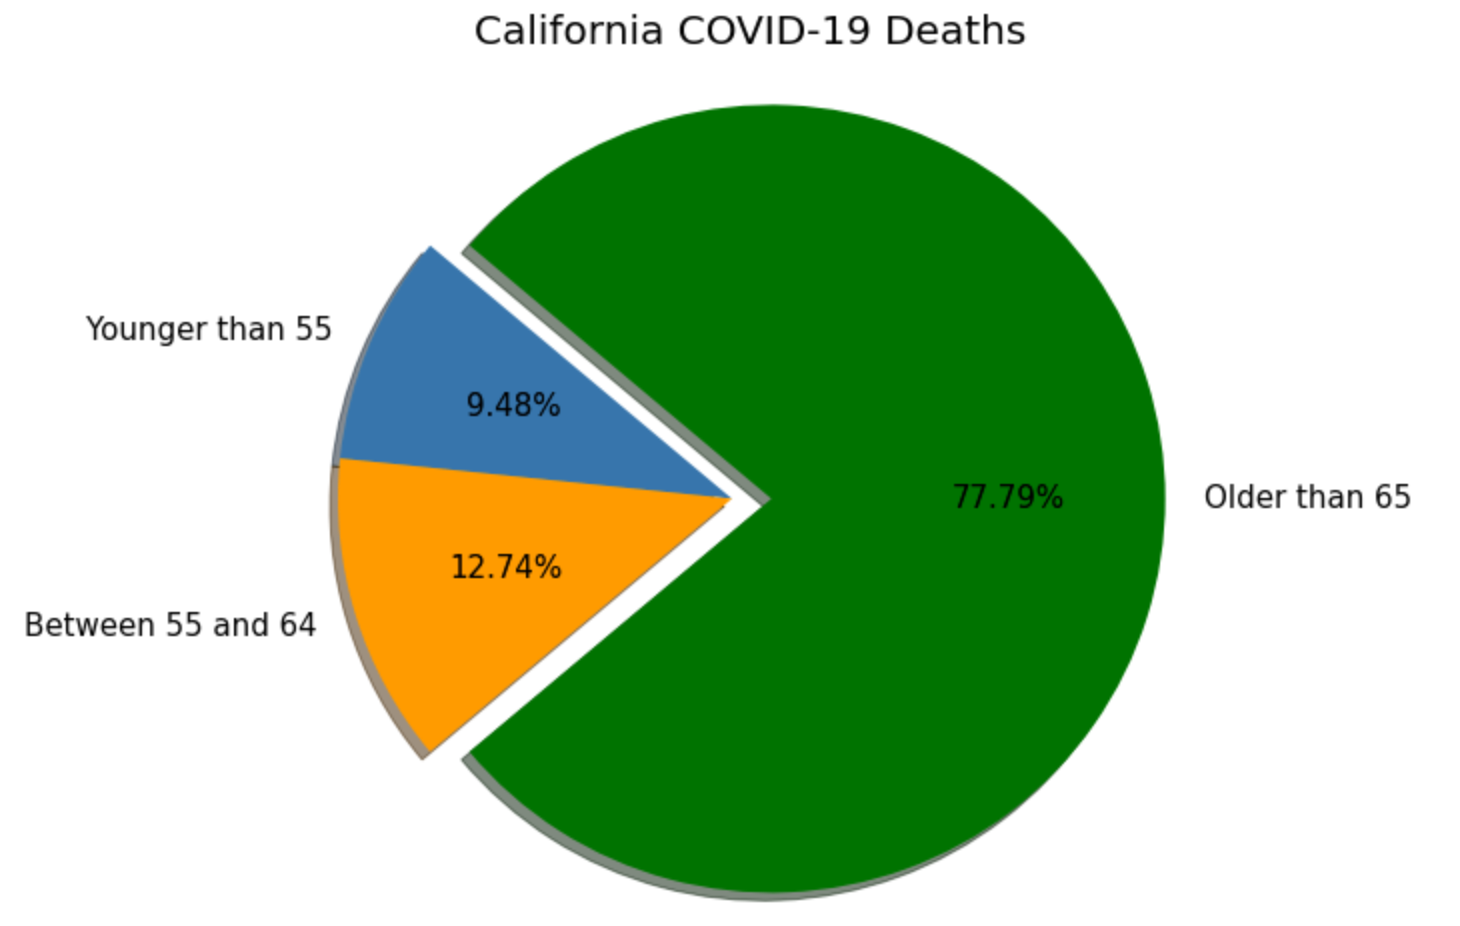 California COVID-19 Deaths
Younger than 55
9.48%
77.79%
Older than 65
12.74%
Between 55 and 64